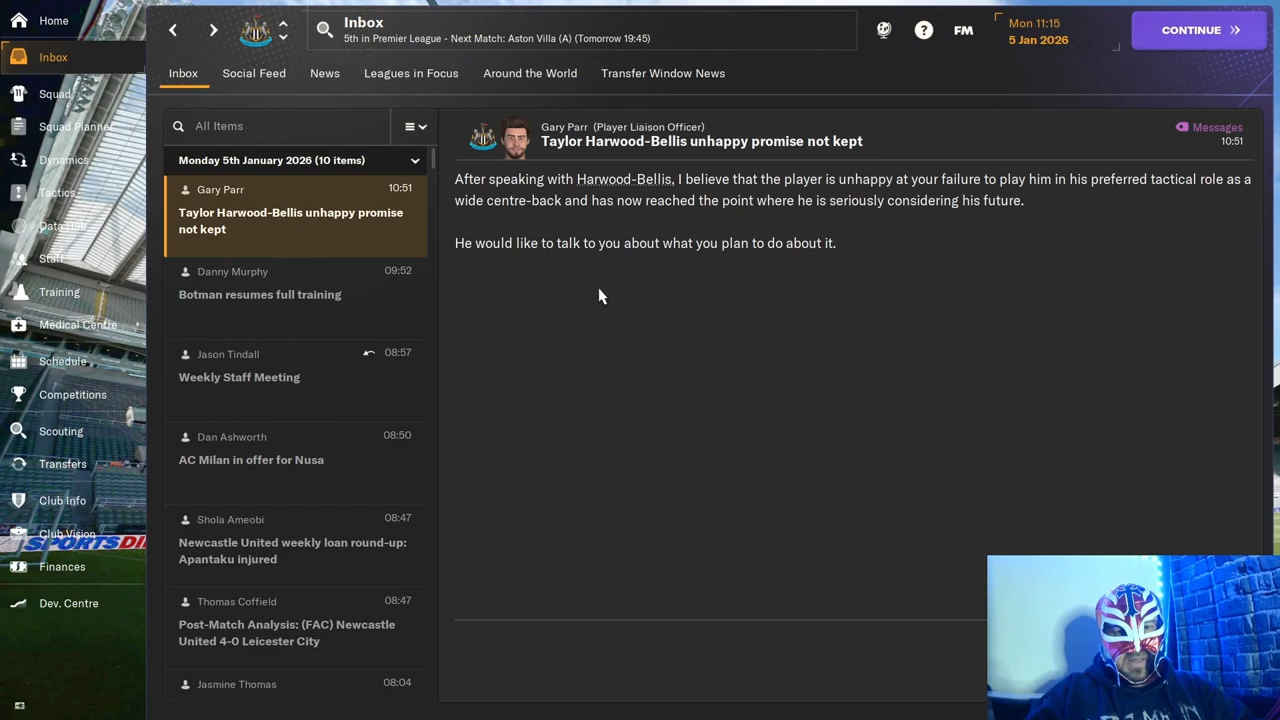 Home
Inbox
Squad
Squad Planner
Dynamics
Tactics
Data Hub
Staff
Training
Medical Centre
Schedule
Competitions
Scouting
Transfers
Club Info
Club Vision
SPORTSDI
Finances
Dev. Centre
Inbox
5th in Premier League - Next Match: Aston Villa (A) (Tomorrow 19:45)
FM
Mon 11:15
5 Jan 2026
CONTINUE
Inbox Social Feed News Leagues in Focus Around the World Transfer Window News
All Items
Monday 5th January 2026 (10 items)
Gary Parr 10:51
Taylor Harwood-Bellis unhappy promise
not kept
Danny Murphy 09:52
Botman resumes full training
Jason Tindall 08:57
Weekly Staff Meeting
Dan Ashworth 08:50
AC Milan in offer for Nusa
Shola Ameobi 08:47
Newcastle United weekly loan round-up:
Apantaku injured
Thomas Coffield 08:47
Post-Match Analysis: (FAC) Newcastle
United 4-0 Leicester City
Jasmine Thomas 08:04
Gary Parr (Player Liaison Officer)
Taylor Harwood-Bellis unhappy promise not kept
Messages
10:51
After speaking with Harwood-Bellis, I believe that the player is unhappy at your failure to play him in his preferred tactical role as a
wide centre-back and has now reached the point where he is seriously considering his future.
He would like to talk to you about what you plan to do about it.